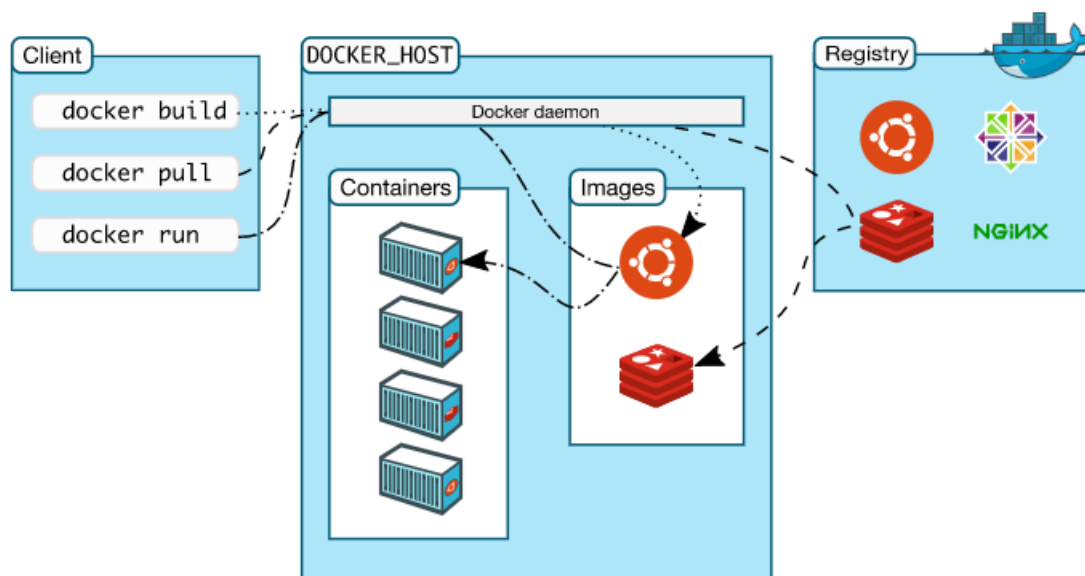 Client
docker build
docker pull
docker run
DOCKER_HOST
Docker daemon
Containers
Images
Registry
NGiNX